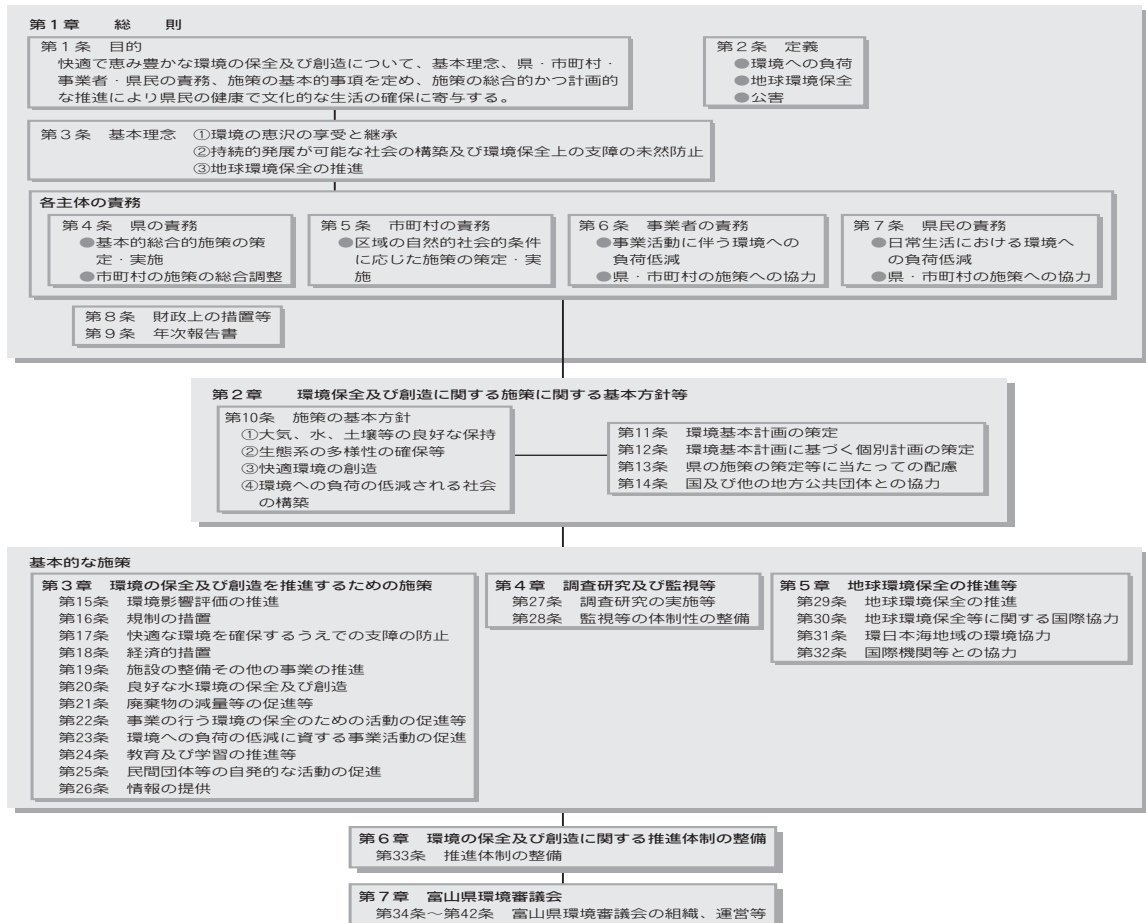 第１章　総　則
第１条　目的
快適で恵み豊かな環境の保全及び創造について、基本理念、県・市町村・
事業者・県民の責務、施策の基本的事項を定め、施策の総合的かつ計画的
な推進により県民の健康で文化的な生活の確保に寄与する。
第２条　定義
●環境への負荷
●地球環境保全
●公害
第３条　基本理念　①環境の恵沢の享受と継承
②持続的発展が可能な社会の構築及び環境保全上の支障の未然防止
③地球環境保全の推進
各主体の責務
第４条　県の責務
●基本的総合的施策の策
定・実施
●市町村の施策の総合調整
第５条　市町村の責務
●区域の自然的社会的条件
に応じた施策の策定・実
施
第６条　事業者の責務
●事業活動に伴う環境への
負荷低減
●県・市町村の施策への協力
第７条　県民の責務
●日常生活における環境へ
の負荷低減
●県・市町村の施策への協力
第８条　財政上の措置等
第９条　年次報告書
第２章　環境保全及び創造に関する施策に関する基本方針等
第10条　施策の基本方針
①大気、水、土壌等の良好な保持
②生態系の多様性の確保等
③快適環境の創造
④環境への負荷の低減される社会
の構築
第11条　環境基本計画の策定
第12条　環境基本計画に基づく個別計画の策定
第13条　県の施策の策定等に当たっての配慮
第14条　国及び他の地方公共団体との協力
基本的な施策
第３章　環境の保全及び創造を推進するための施策
第15条　環境影響評価の推進
第16条　規制の措置
第17条　快適な環境を確保するうえでの支障の防止
第18条　経済的措置
第19条　施設の整備その他の事業の推進
第20条　良好な水環境の保全及び創造
第21条　廃棄物の減量等の促進等
第22条　事業の行う環境の保全のための活動の促進等
第23条　環境への負荷の低減に資する事業活動の促進
第24条　教育及び学習の推進等
第25条　民間団体等の自発的な活動の促進
第26条　情報の提供
第４章　調査研究及び監視等
第27条　調査研究の実施等
第28条　監視等の体制性の整備
第５章　地球環境保全の推進等
第29条　地球環境保全の推進
第30条　地球環境保全等に関する国際協力
第31条　環日本海地域の環境協力
第32条　国際機関等との協力
第６章　環境の保全及び創造に関する推進体制の整備
第33条　推進体制の整備
第７章　富山県環境審議会
第34条～第42条　富山県環境審議会の組織、運営等